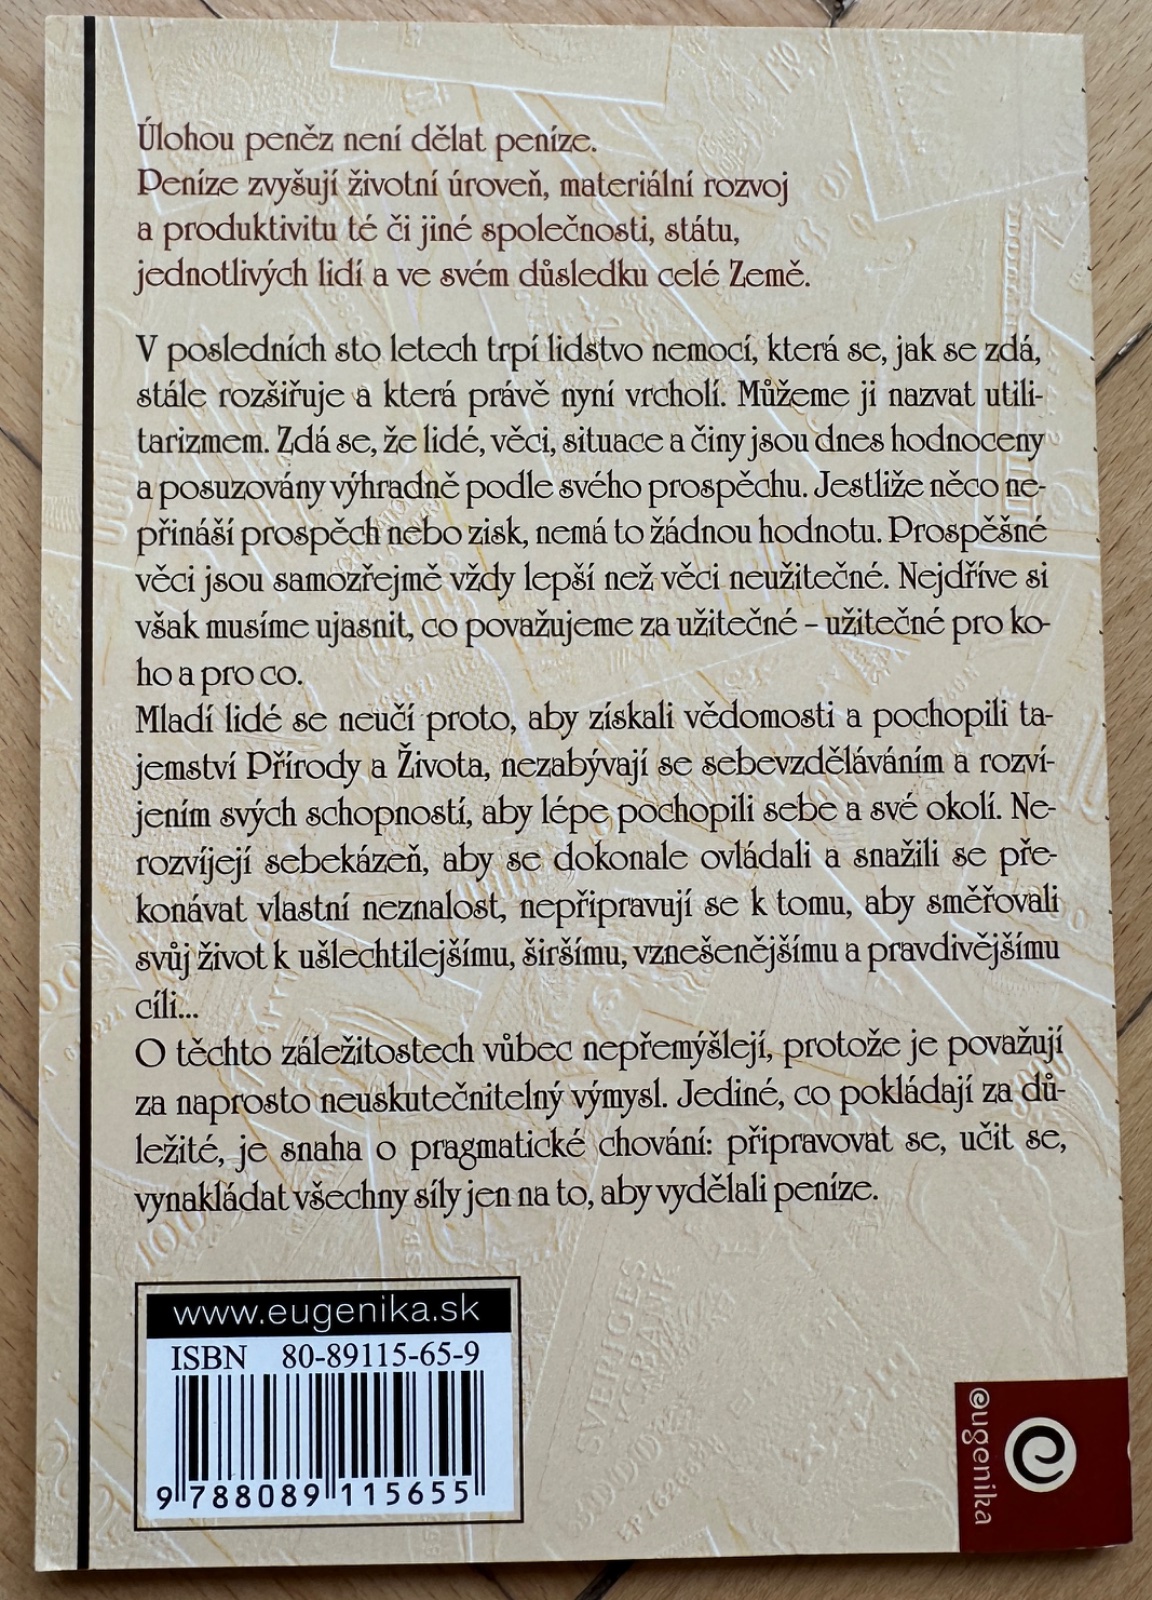 Úlohou peněz není dělat peníze.
Peníze zvyšují životní úroveň, materiální rozvoj
a produktivitu té či jiné společnosti, státu,
jednotlivých lidí a ve svém důsledku celé Země.
V posledních sto letech trpí lidstvo nemocí, která se, jak se zdá,
stále rozšiřuje a která právě nyní vrcholí. Můžeme ji nazvat utili-
tarizmem. Zdá se, že lidé, věci, situace a činy jsou dnes hodnoceny
a posuzovány výhradně podle svého prospěchu. Jestliže něco ne-
přináší prospěch nebo zisk, nemá to žádnou hodnotu. Prospěšné
věci jsou samozřejmě vždy lepší než věci neužitečné. Nejdříve si
však musíme ujasnit, co považujeme za užitečné – užitečné pro ko-
ho a pro co.
Mladí lidé se neučí proto, aby získali vědomosti a pochopili ta-
jemství Přírody a Života, nezabývají se sebevzděláváním a rozví-
jením svých schopností, aby lépe pochopili sebe a své okolí. Ne-
rozvíjejí sebekázeň, aby se dokonale ovládali a snažili se pře-
konávat vlastní neznalost, nepřipravují se k tomu, aby směřovali
svůj život k ušlechtilejšímu, širšímu, vznešenějšímu a pravdivějšímu
cíli...
O těchto záležitostech vůbec nepřemýšlejí, protože je považují
za naprosto neuskutečnitelný výmysl. Jediné, co pokládají za dů-
ležité, je snaha o pragmatické chování: připravovat se, učit se,
vynakládat všechny síly jen na to, aby vydělali peníze.
www.eugenika.sk
ISBN 80-89115-65-9
9 788089 115655
eugenika
SVERIGES